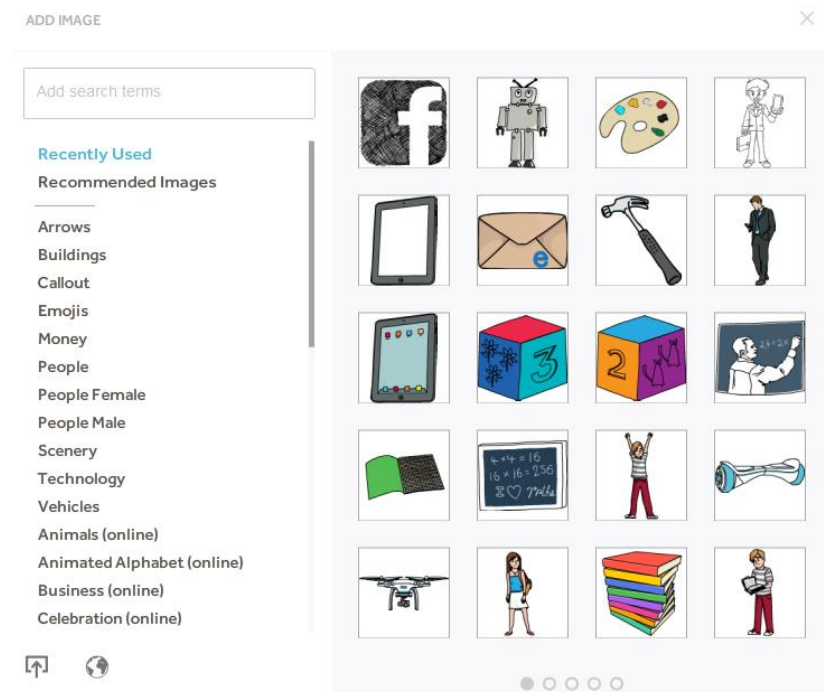 ADD IMAGE
Add search terms
Recently Used
Recommended Images
Arrows
Buildings
Callout
Emojis
Money
People
People Female
People Male
Scenery
Technology
Vehicles
Animals (online)
Animated Alphabet (online)
Business (online)
Celebration (online)
f
e
3
2
4+4=16
16×16=256